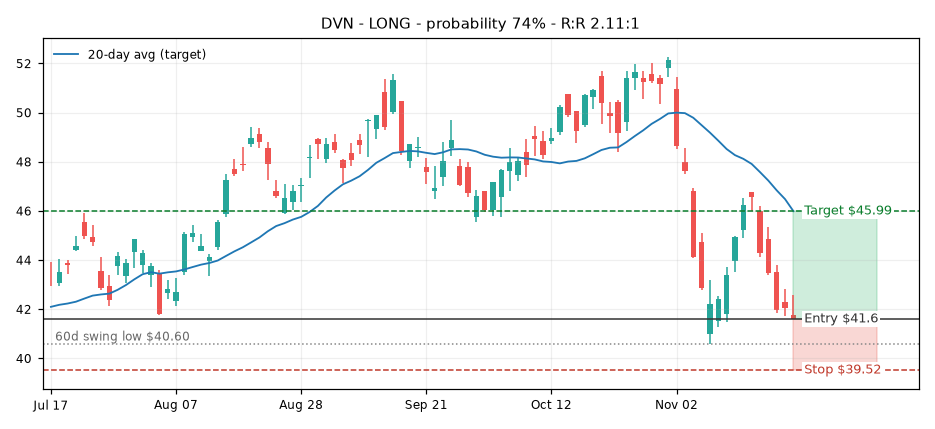 DVN - LONG - probability 74% - R:R 2.11:1
20-day avg (target)
52
50
48
46
44
42
40
Target $45.99
Entry $41.6
60d swing low $40.60
Stop $39.52
Jul 17
Aug 07
Aug 28
Sep 21
Oct 12
Nov 02